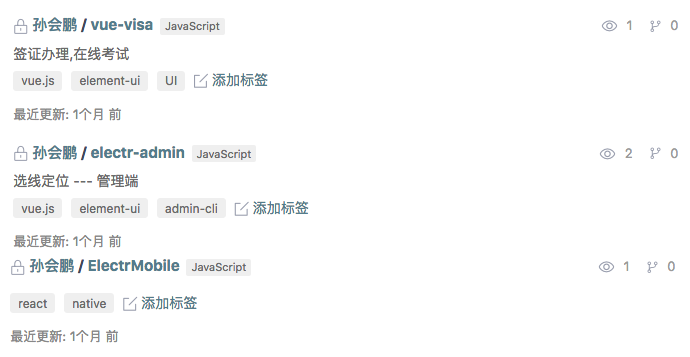 孙会鹏 / vue-visa JavaScript 1 0
签证办理,在线考试
vue.js element-ui UI 添加标签
最近更新: 1个月 前
孙会鹏 / electr-admin JavaScript 2 0
选线定位 --- 管理端
vue.js element-ui admin-cli 添加标签
最近更新: 1个月 前
孙会鹏 / ElectrMobile JavaScript 1 0
react native 添加标签
最近更新: 1个月 前